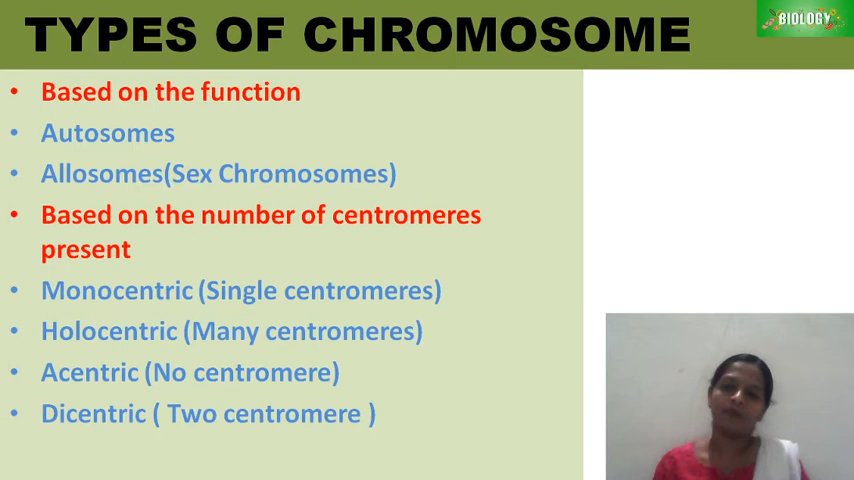 TYPES OF CHROMOSOME
BIOLOGY
• Based on the function
• Autosomes
• Allosomes(Sex Chromosomes)
• Based on the number of centromeres
present
• Monocentric (Single centromeres)
• Holocentric (Many centromeres)
• Acentric (No centromere)
• Dicentric ( Two centromere )